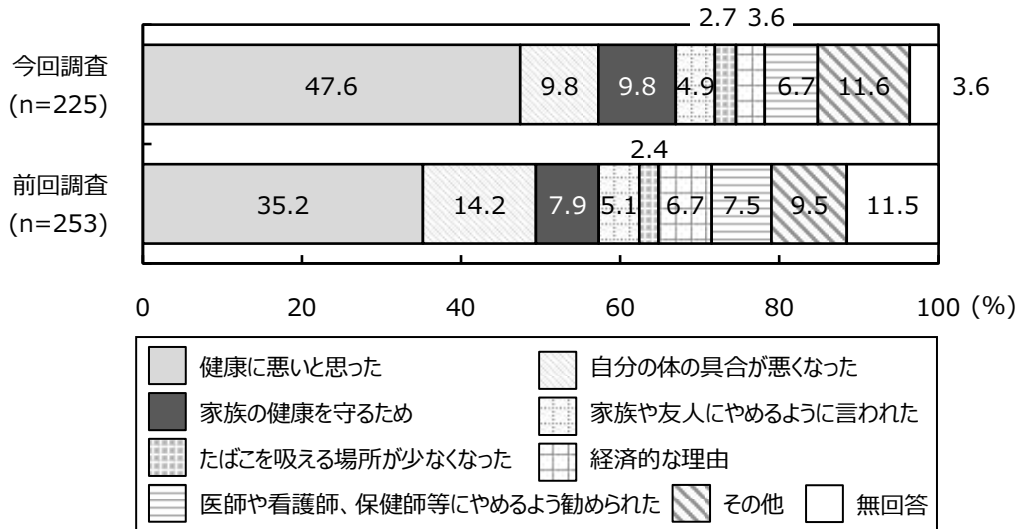 2.7 3.6
今回調査
(n=225)
47.6 9.8 9.8 4.9 6.7 11.6 3.6
2.4
前回調査
(n=253)
35.2 14.2 7.9 5.1 6.7 7.5 9.5 11.5
0 20 40 60 80 100 (%)
健康に悪いと思った 自分の体の具合が悪くなった
家族の健康を守るため 家族や友人にやめるように言われた
たばこを吸える場所が少なくなった 経済的な理由
医師や看護師、保健師等にやめるよう勧められた その他 無回答